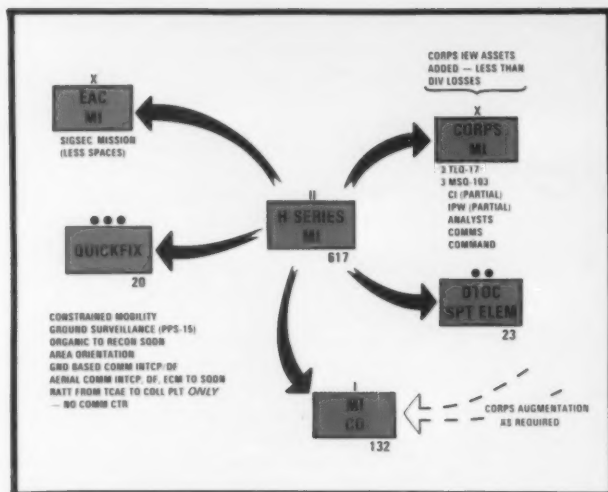 CORPS IEW ASSETS
ADDED — LESS THAN
DIV LOSSES
X
EAC
MI
SIGSEC MISSION
(LESS SPACES)
X
CORPS
MI
3 TLQ-17
3 MSQ-103
CI (PARTIAL)
IPW (PARTIAL)
ANALYSTS
COMMS
COMMAND
II
H SERIES
MI
617
QUICKFIX
20
DTOC
SPT ELEM
23
CONSTRAINED MOBILITY
GROUND SURVEILLANCE (PPS-15)
ORGANIC TO RECON SQDN
AREA ORIENTATION
GND BASED COMM INTCP/DF
AERIAL COMM INTCP, DF, ECM TO SQDN
RATT FROM TCAE TO COLL PLT ONLY
— NO COMM CTR
I
MI
CO
132
CORPS AUGMENTATION
AS REQUIRED